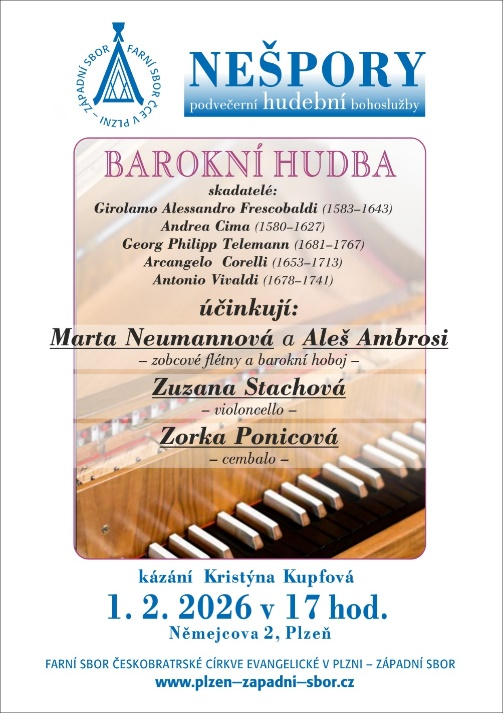 FARNÍ SBOR ČCE V PLZNI – ZÁPADNÍ SBOR
NEŠPORY
podvečerní hudební bohoslužby
BAROKNÍ HUDBA
skadatelé:
Girolamo Alessandro Frescobaldi (1583–1643)
Andrea Cima (1580–1627)
Georg Philipp Telemann (1681–1767)
Arcangelo Corelli (1653–1713)
Antonio Vivaldi (1678–1741)
účinkují:
Marta Neumannová a Aleš Ambrosi
– zobcové flétny a barokní hoboj –
Zuzana Stachová
– violoncello –
Zorka Ponicová
– cembalo –
kázání Kristýna Kupfová
1. 2. 2026 v 17 hod.
Němejcova 2, Plzeň
FARNÍ SBOR ČESKOBRATRSKÉ CÍRKVE EVANGELICKÉ V PLZNI – ZÁPADNÍ SBOR
www.plzen–zapadni–sbor.cz